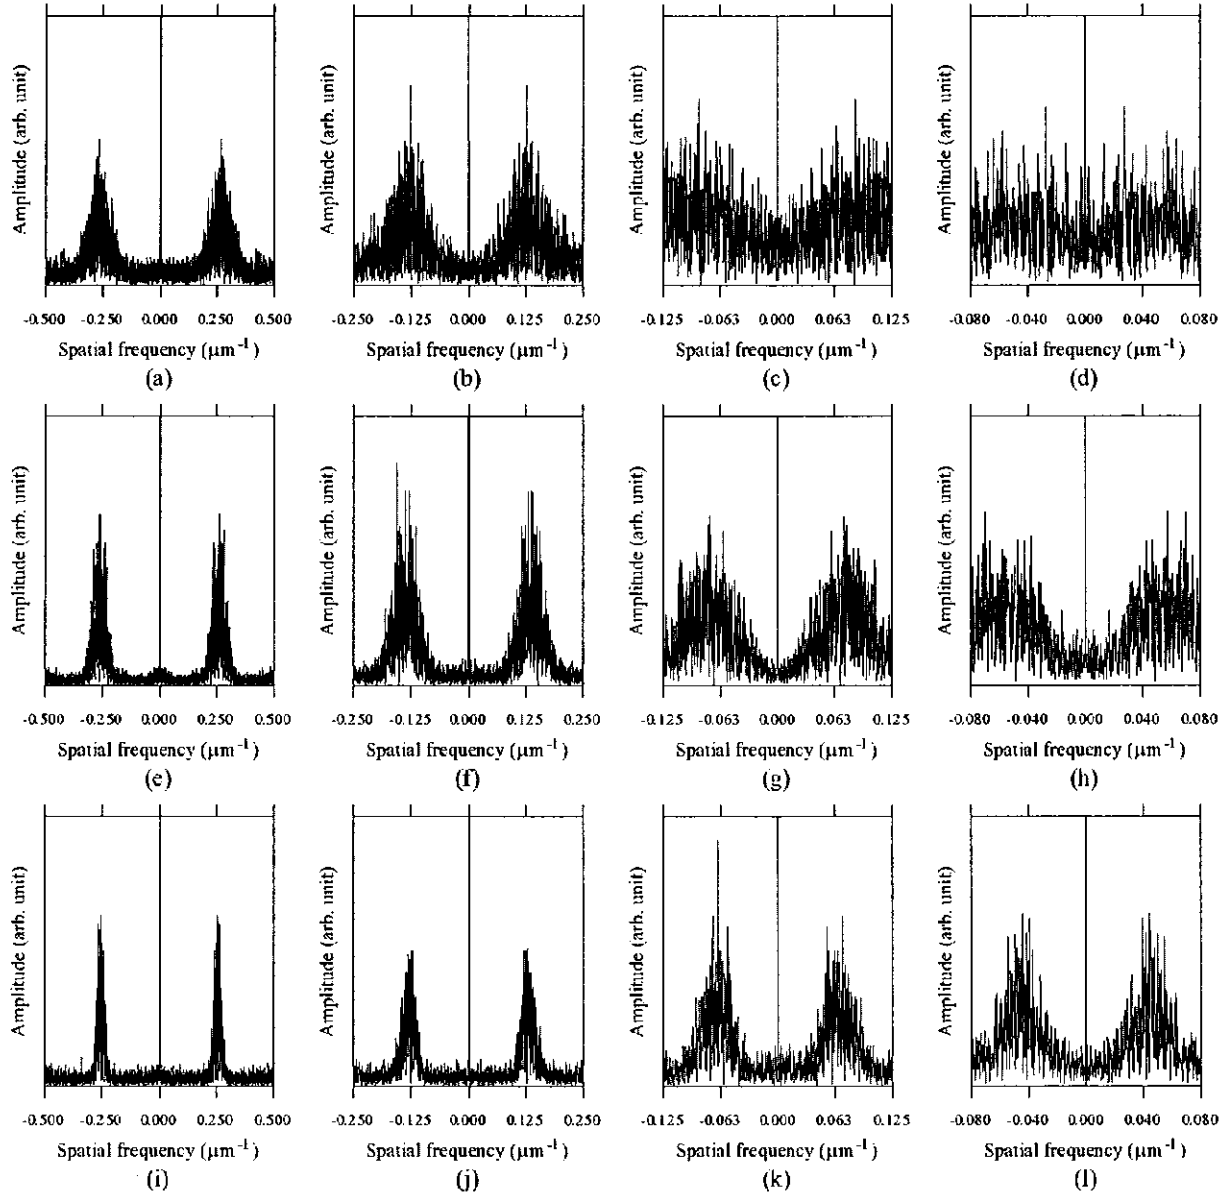 Amplitude (arb. unit) Amplitude (arb. unit) Amplitude (arb. unit) Amplitude (arb. unit)
-0.500 -0.250 0.000 0.250 0.500 -0.250 -0.125 0.000 0.125 0.250 -0.125 -0.063 0.000 0.063 0.125 -0.080 -0.040 0.000 0.040 0.080
Spatial frequency (μm⁻¹) Spatial frequency (μm⁻¹) Spatial frequency (μm⁻¹) Spatial frequency (μm⁻¹)
(a) (b) (c) (d)
Amplitude (arb. unit) Amplitude (arb. unit) Amplitude (arb. unit) Amplitude (arb. unit)
-0.500 -0.250 0.000 0.250 0.500 -0.250 -0.125 0.000 0.125 0.250 -0.125 -0.063 0.000 0.063 0.125 -0.080 -0.040 0.000 0.040 0.080
Spatial frequency (μm⁻¹) Spatial frequency (μm⁻¹) Spatial frequency (μm⁻¹) Spatial frequency (μm⁻¹)
(e) (f) (g) (h)
Amplitude (arb. unit) Amplitude (arb. unit) Amplitude (arb. unit) Amplitude (arb. unit)
-0.500 -0.250 0.000 0.250 0.500 -0.250 -0.125 0.000 0.125 0.250 -0.125 -0.063 0.000 0.063 0.125 -0.080 -0.040 0.000 0.040 0.080
Spatial frequency (μm⁻¹) Spatial frequency (μm⁻¹) Spatial frequency (μm⁻¹) Spatial frequency (μm⁻¹)
(i) (j) (k) (l)